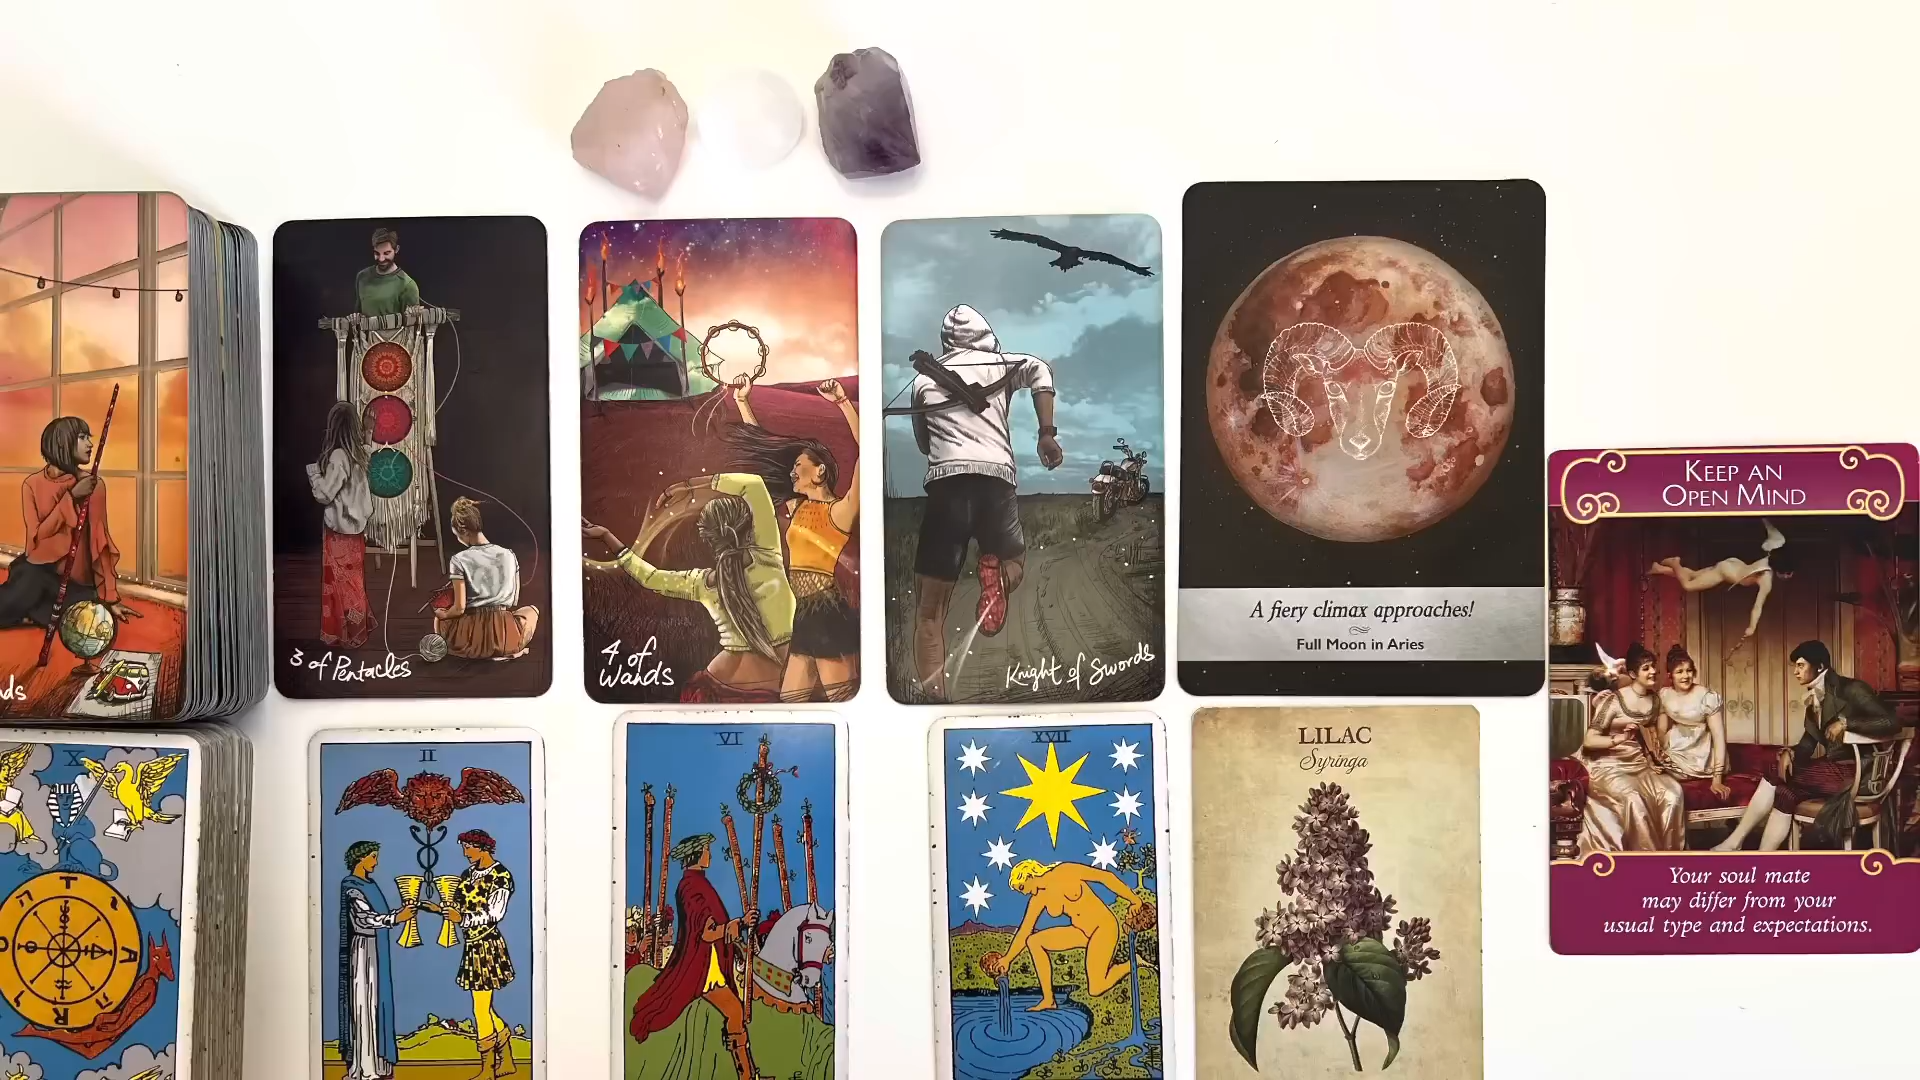 ds
3 of Pentacles
4 of
Wands
Knight of Swords
A fiery climax approaches!
Full Moon in Aries
KEEP AN
OPEN MIND
Your soul mate
may differ from your
usual type and expectations.
X
T
A
R
O
II
VI
XVII
LILAC
Syringa